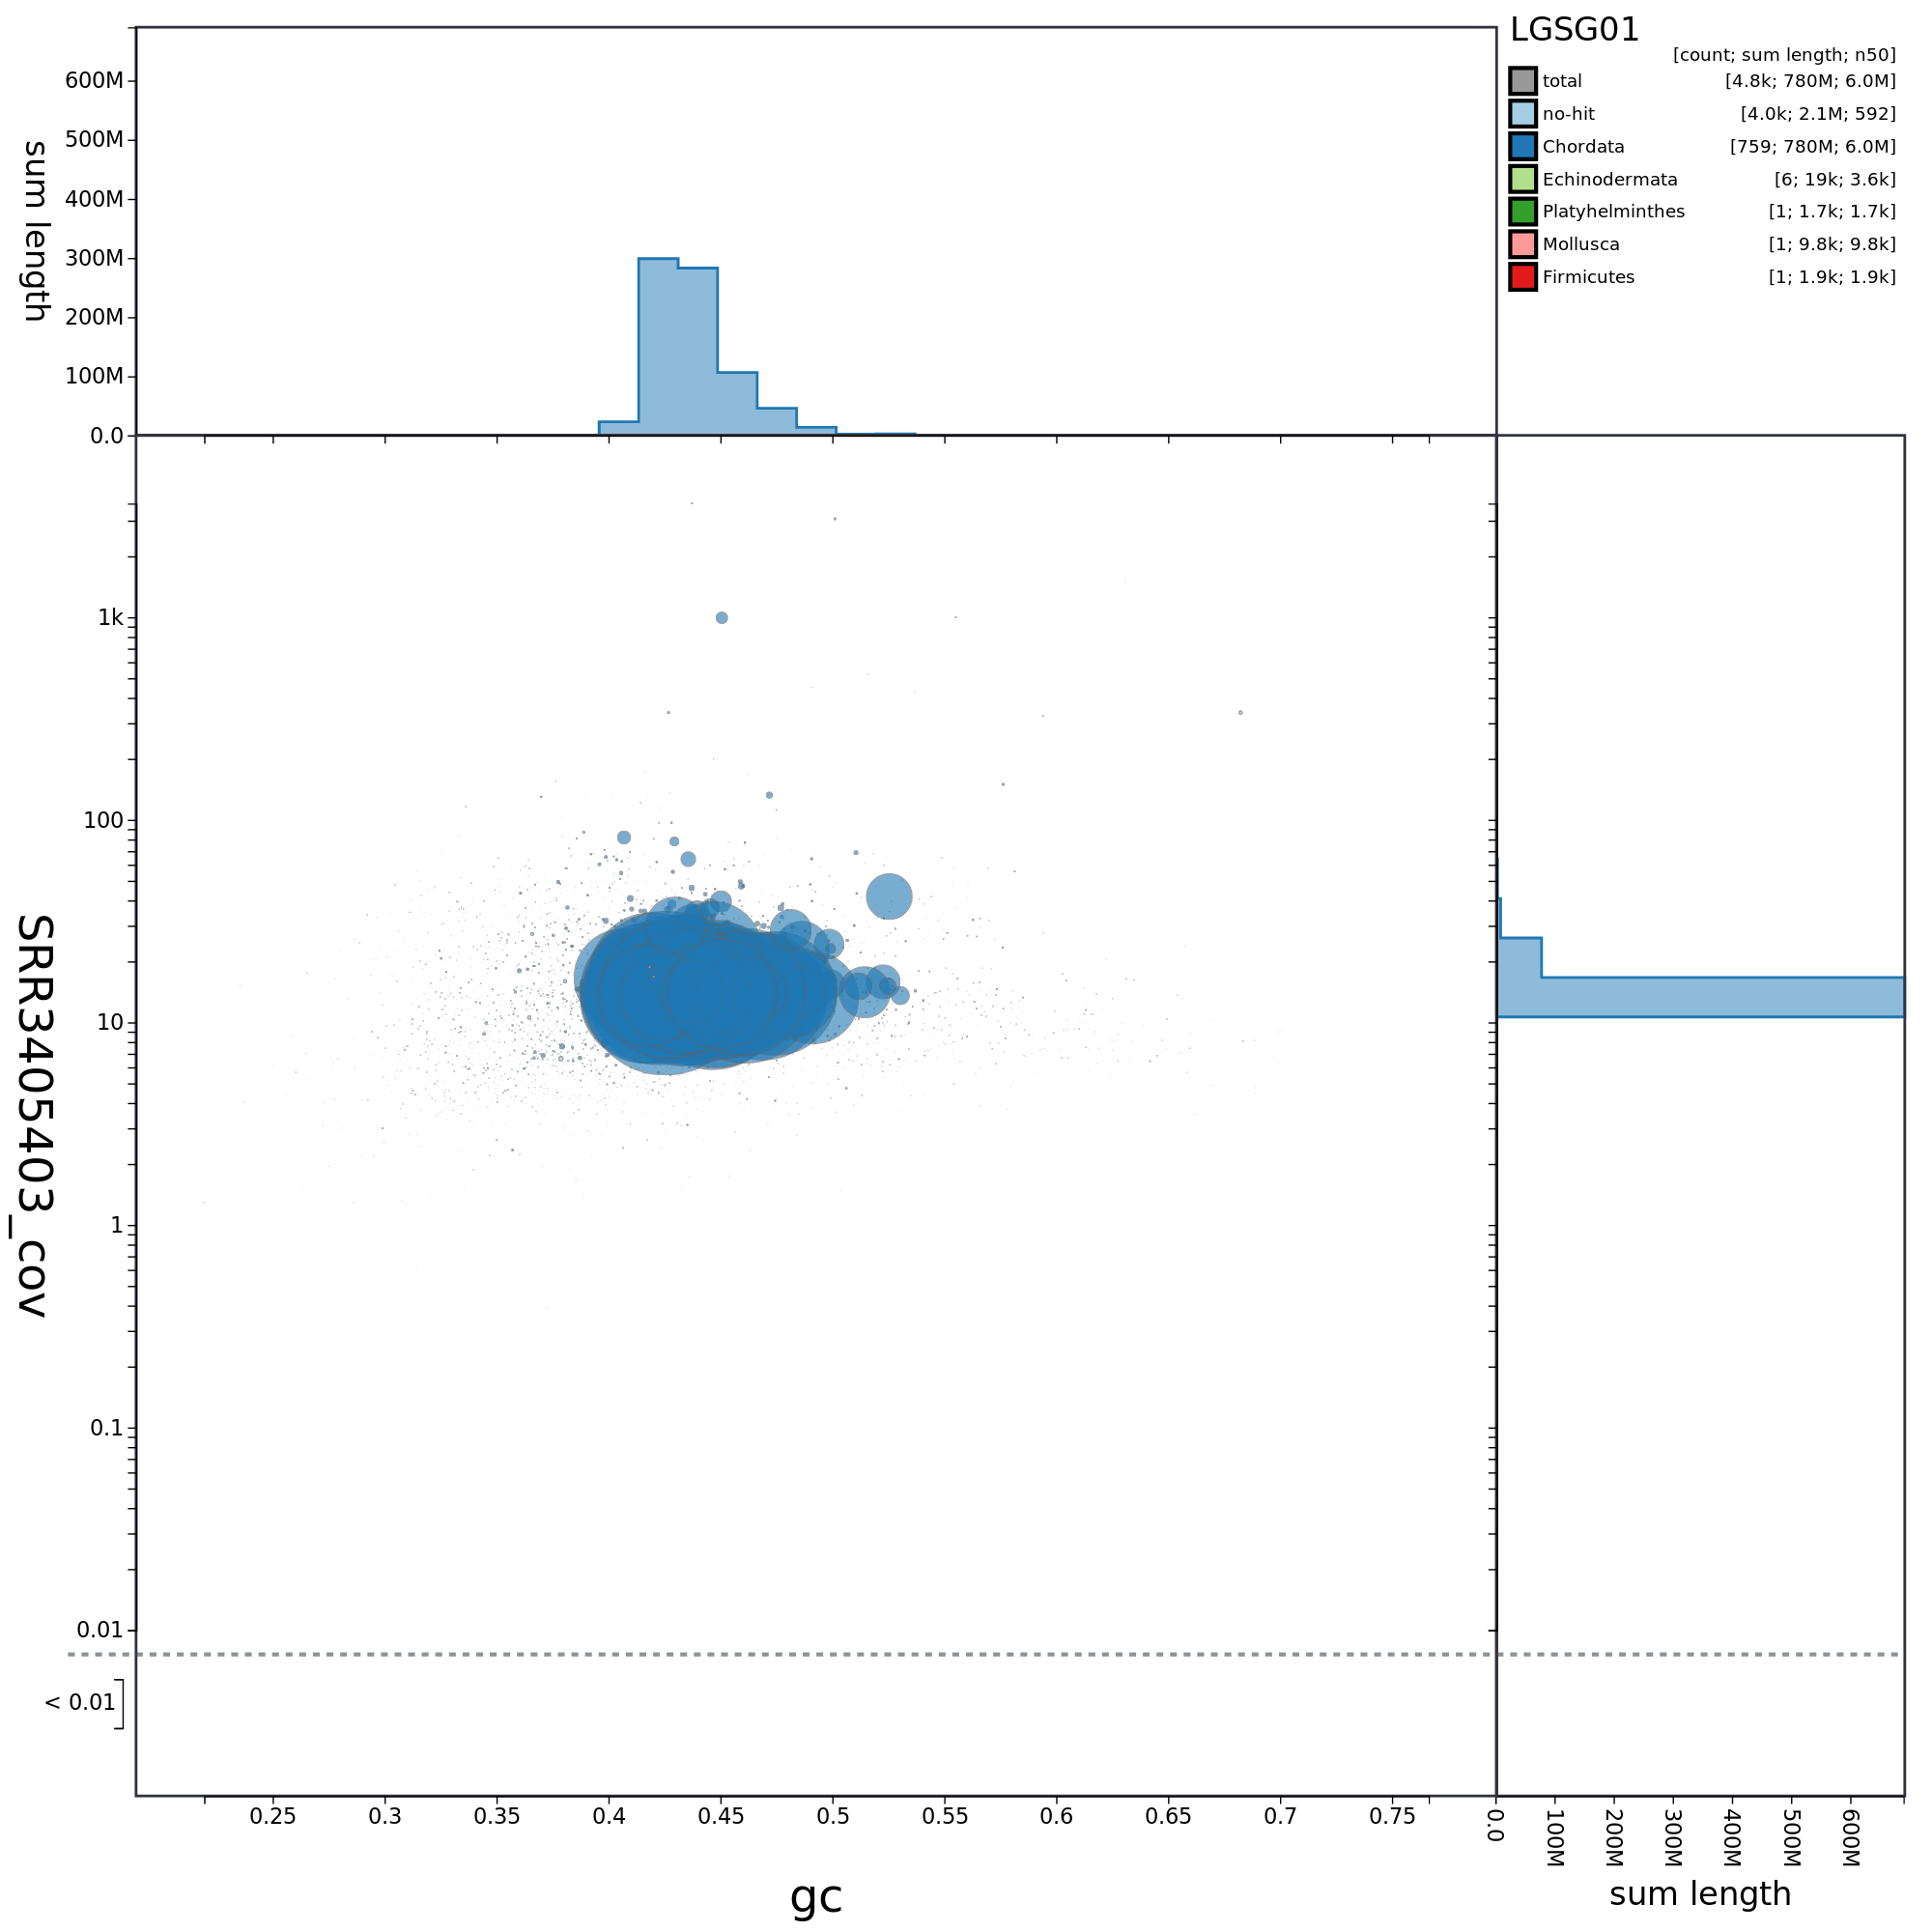 LGSG01
[count; sum length; n50]
total [4.8k; 780M; 6.0M]
no-hit [4.0k; 2.1M; 592]
Chordata [759; 780M; 6.0M]
Echinodermata [6; 19k; 3.6k]
Platyhelminthes [1; 1.7k; 1.7k]
Mollusca [1; 9.8k; 9.8k]
Firmicutes [1; 1.9k; 1.9k]
sum length
600M
500M
400M
300M
200M
100M
0.0
SRR3405403_cov
1k
100
10
1
0.1
0.01
< 0.01
0.25 0.3 0.35 0.4 0.45 0.5 0.55 0.6 0.65 0.7 0.75
gc
0.0 100M 200M 300M 400M 500M 600M
sum length